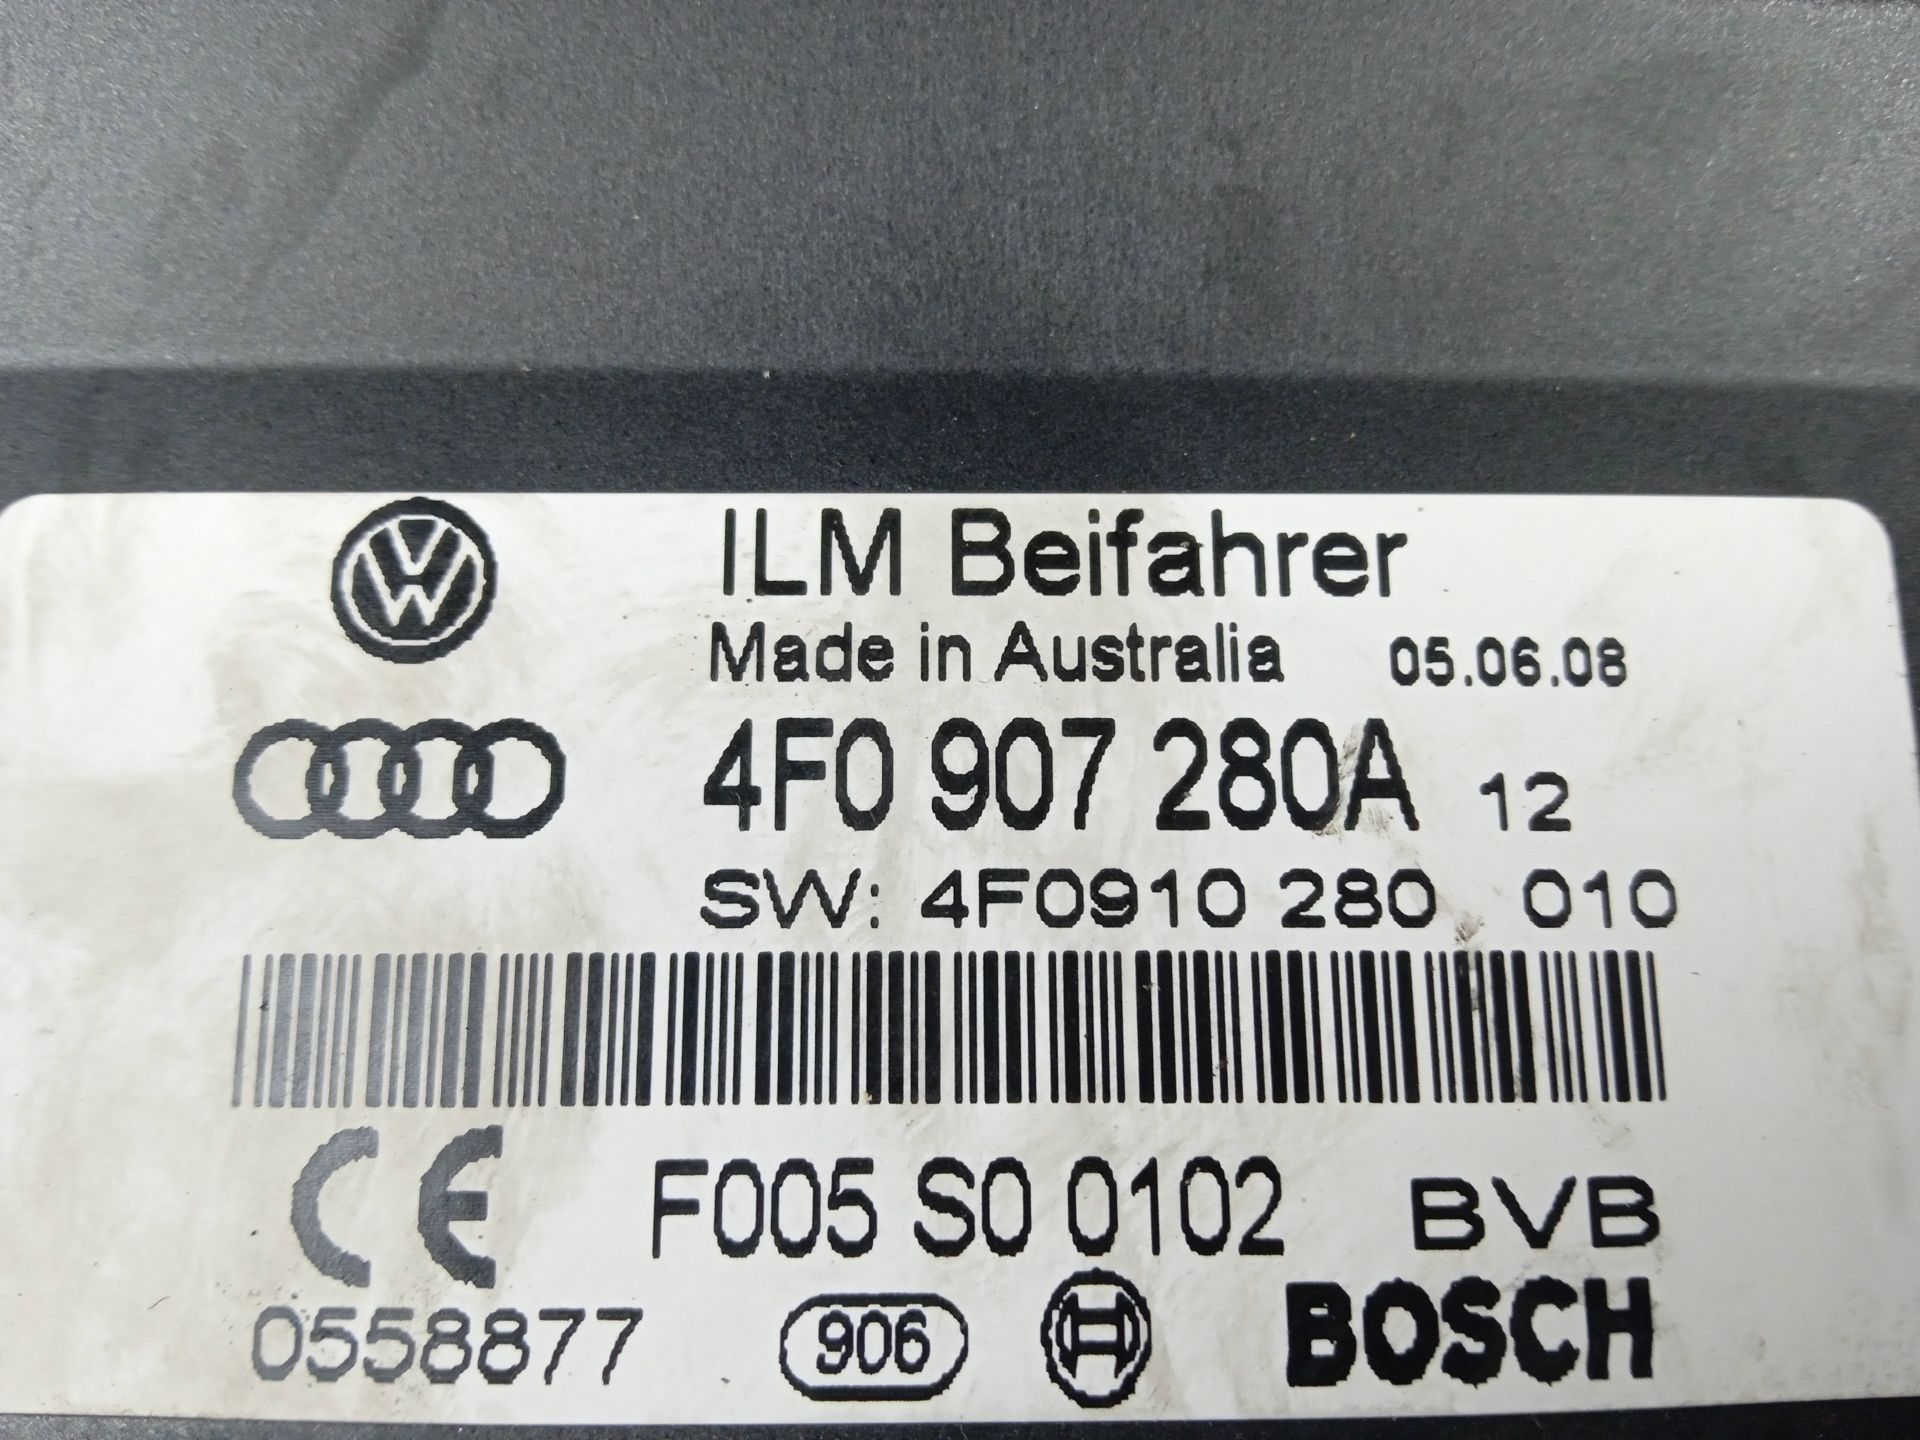 ILM Beifahrer
Made in Australia 05.06.08
4F0 907 280A 12
SW: 4F0910 280 010
CE F005 S0 0102 BVB
0558877 906 BOSCH